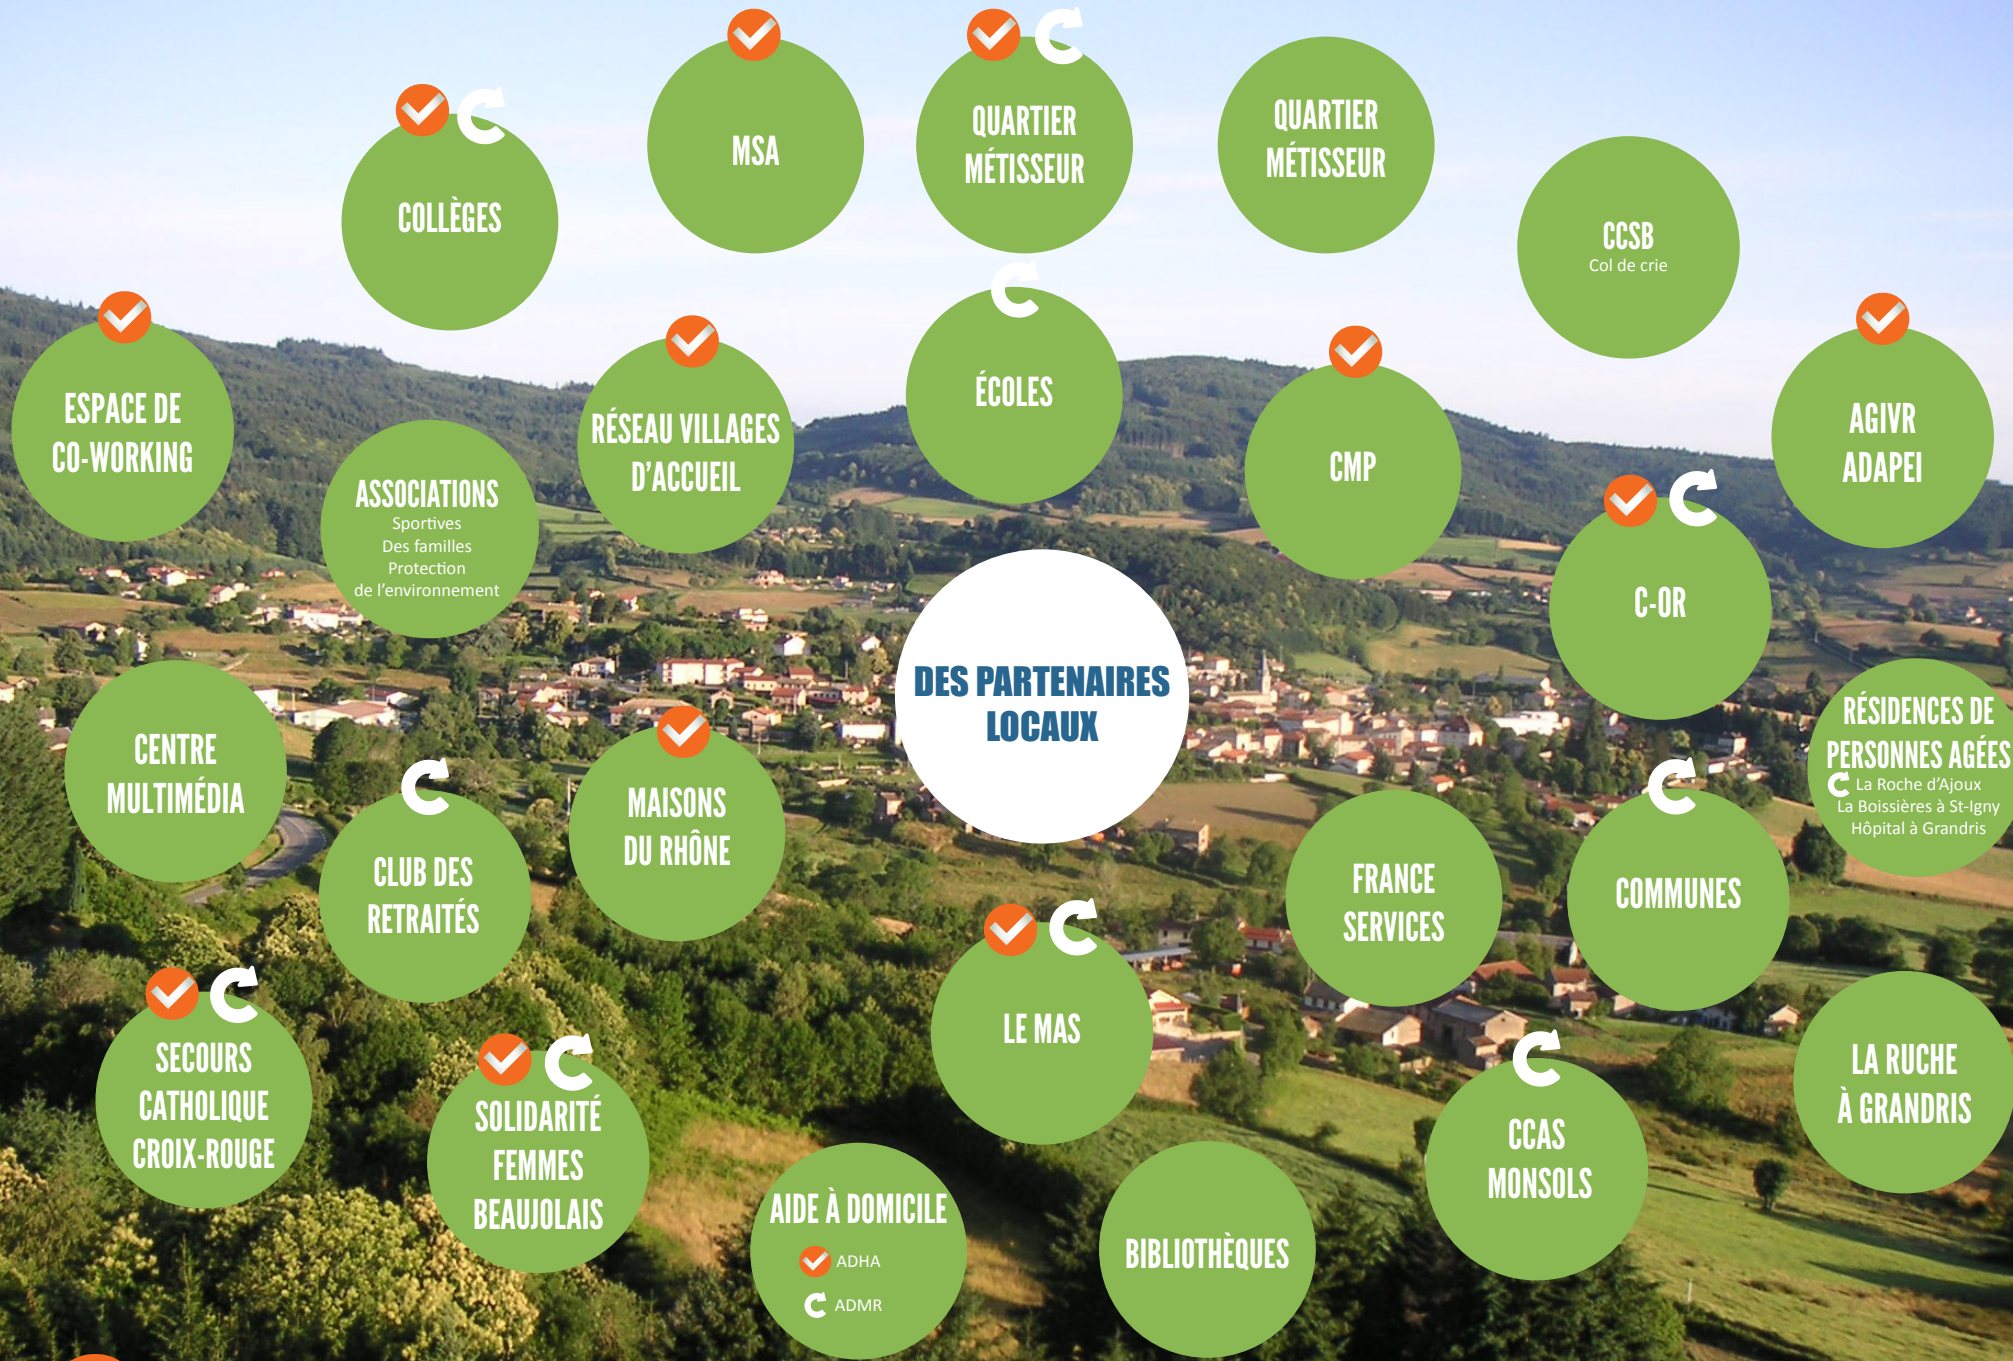 COLLÈGES
MSA
QUARTIER
MÉTISSEUR
QUARTIER
MÉTISSEUR
CCSB
Col de crie
ESPACE DE
CO-WORKING
ASSOCIATIONS
Sportives
Des familles
Protection
de l'environnement
RÉSEAU VILLAGES
D'ACCUEIL
ÉCOLES
CMP
C-OR
AGIVR
ADAPEI
DES PARTENAIRES
LOCAUX
CENTRE
MULTIMÉDIA
CLUB DES
RETRAITÉS
MAISONS
DU RHÔNE
FRANCE
SERVICES
COMMUNES
RÉSIDENCES DE
PERSONNES AGÉES
La Roche d'Ajoux
La Boissières à St-Igny
Hôpital à Grandris
SECOURS
CATHOLIQUE
CROIX-ROUGE
SOLIDARITÉ
FEMMES
BEAUJOLAIS
LE MAS
AIDE À DOMICILE
ADHA
ADMR
BIBLIOTHÈQUES
CCAS
MONSOLS
LA RUCHE
À GRANDRIS